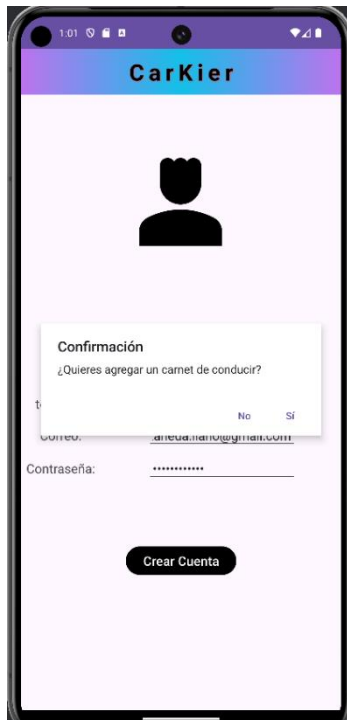 1:01
CarKier
Confirmación
¿Quieres agregar un carnet de conducir?
No Sí
Correo:
Contraseña: ••••••••••••
Crear Cuenta